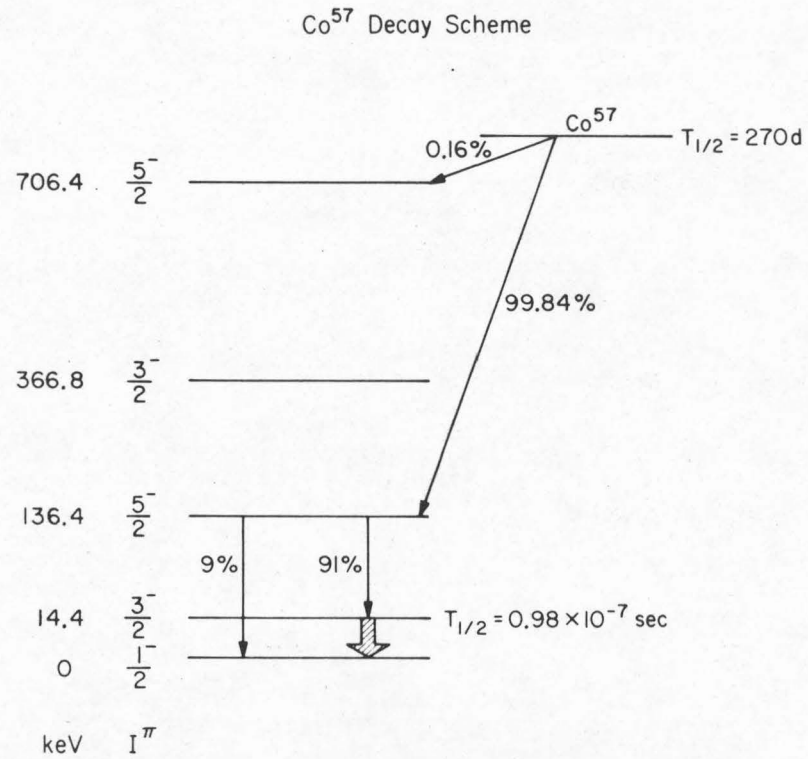 Co⁵⁷ Decay Scheme
Co⁵⁷
T₁/₂ = 270d
0.16%
706.4 5⁻/2
99.84%
366.8 3⁻/2
136.4 5⁻/2
9% 91%
14.4 3⁻/2 T₁/₂ = 0.98 × 10⁻⁷ sec
0 1⁻/2
keV I^π